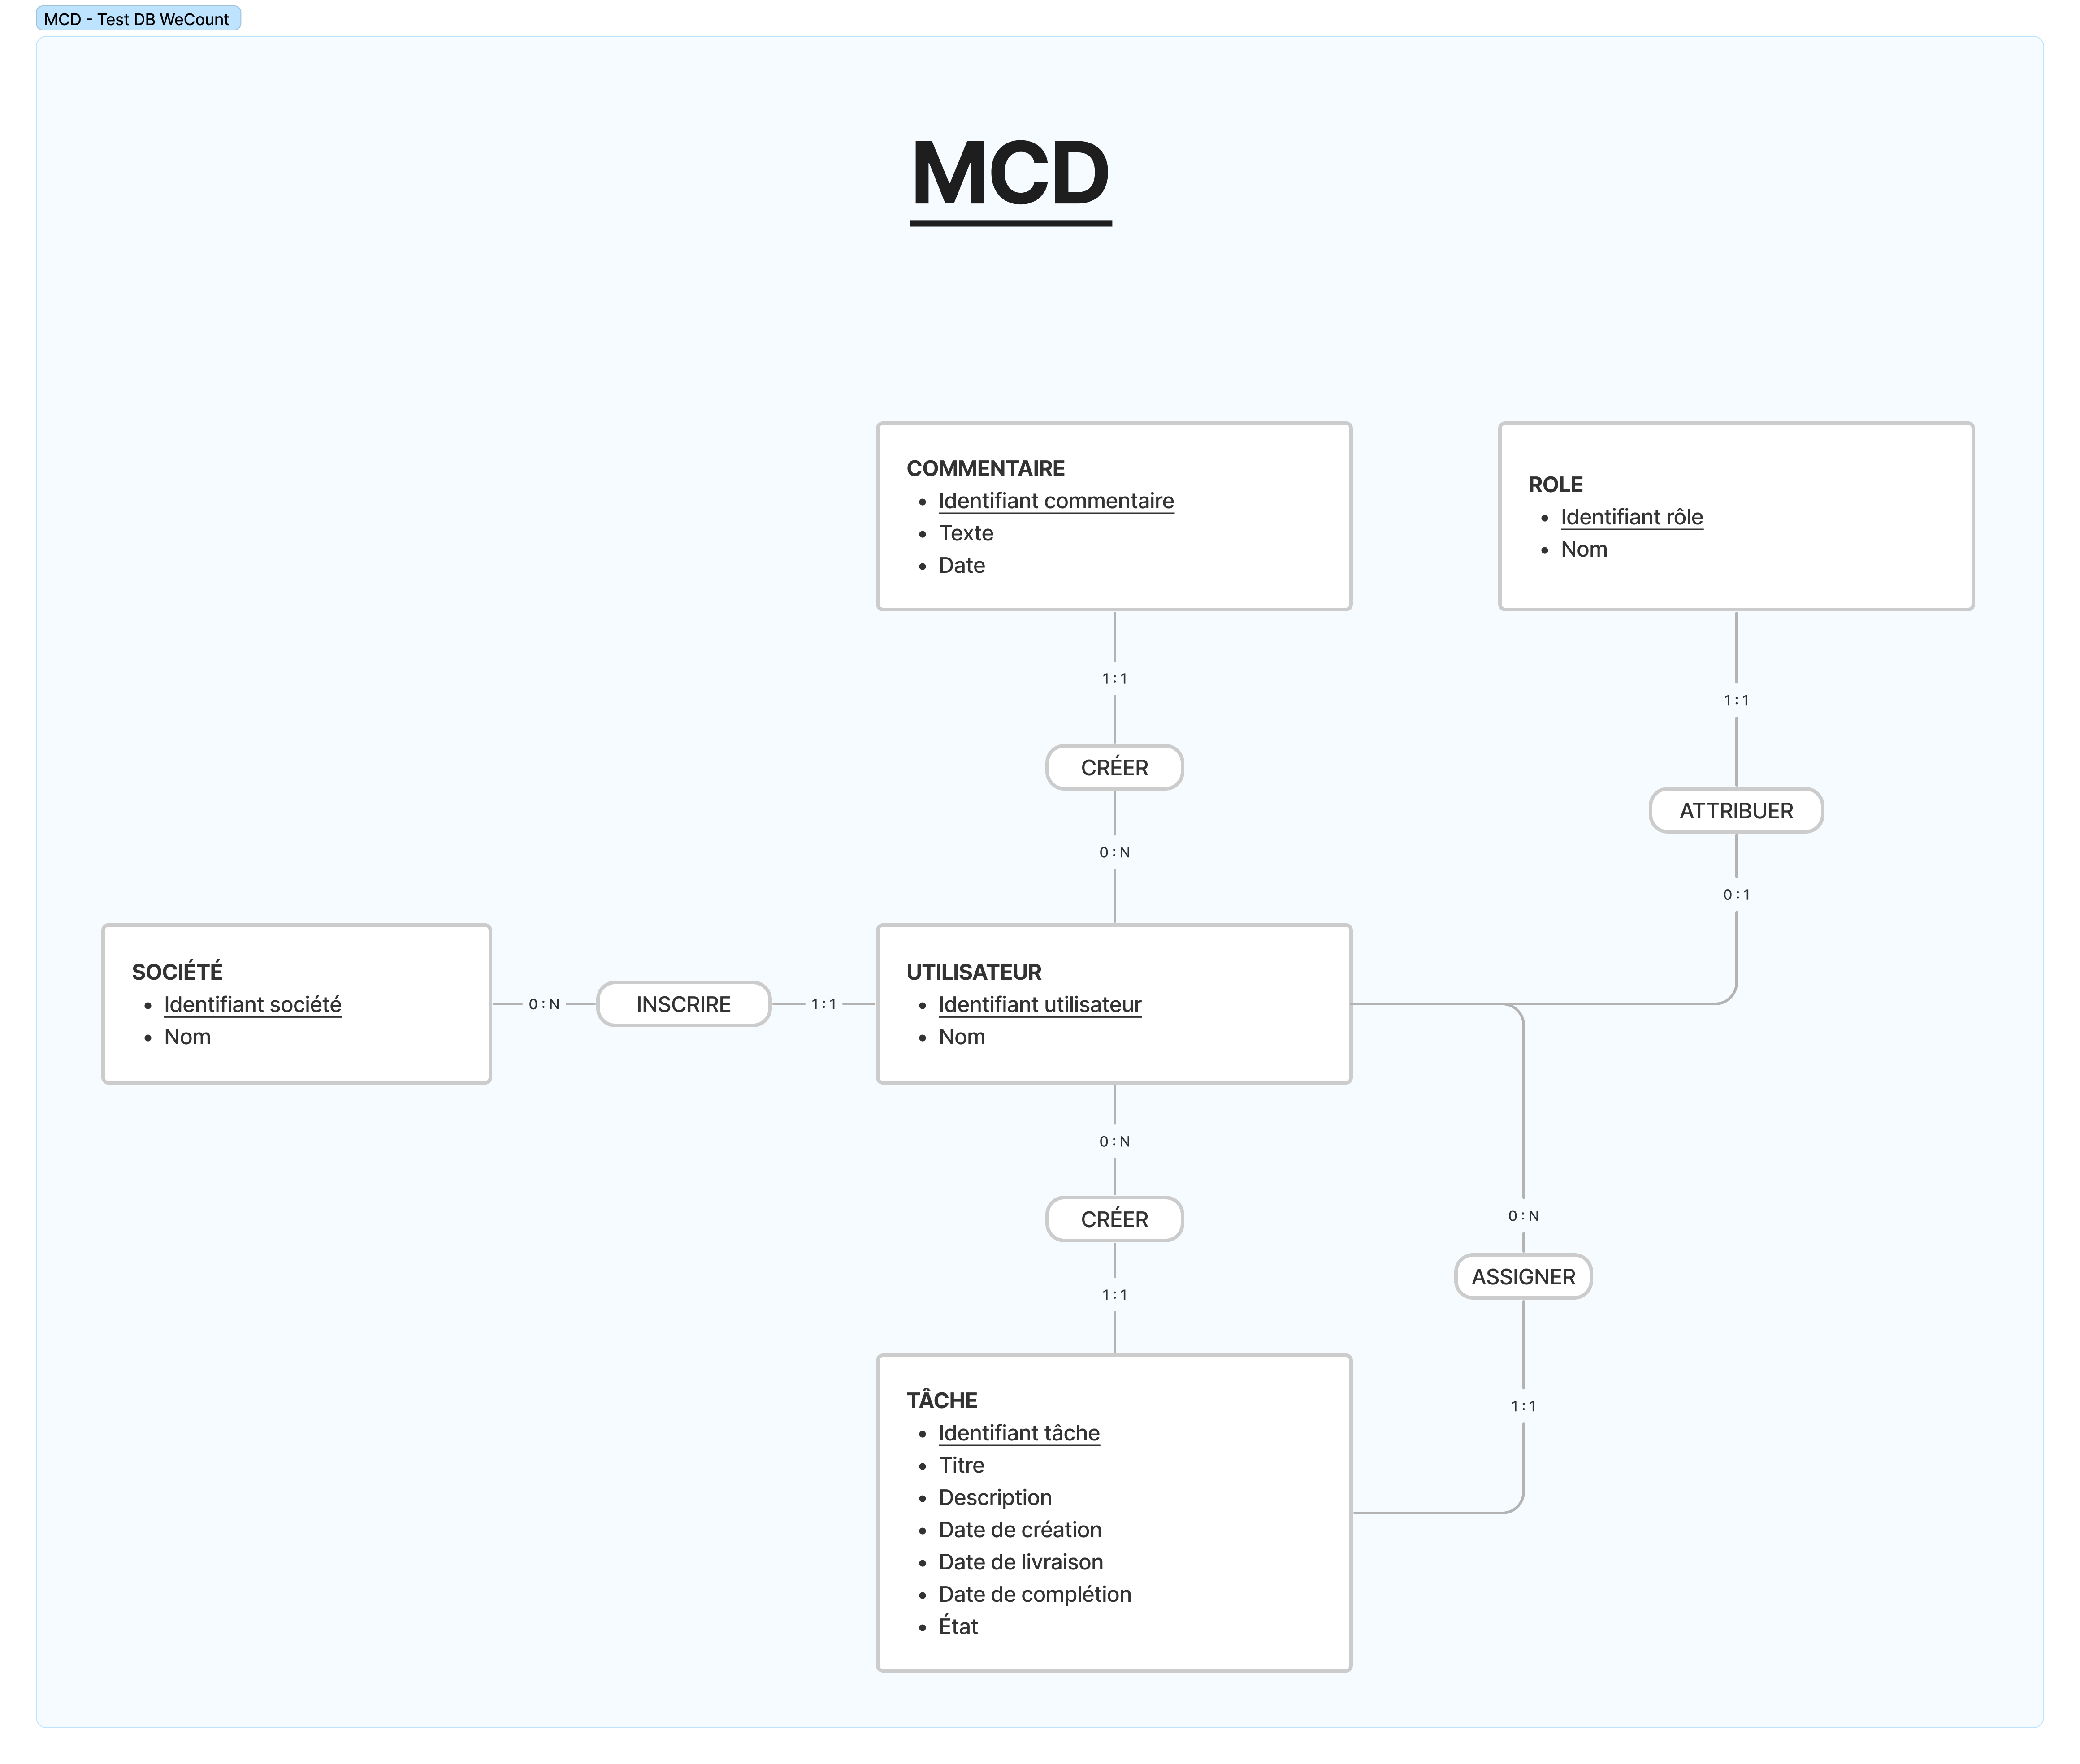 MCD - Test DB WeCount
MCD
COMMENTAIRE
Identifiant commentaire
Texte
Date
ROLE
Identifiant rôle
Nom
1 : 1
1 : 1
CRÉER
ATTRIBUER
0 : N
0 : 1
SOCIÉTÉ
Identifiant société
Nom
0 : N
INSCRIRE
1 : 1
UTILISATEUR
Identifiant utilisateur
Nom
0 : N
CRÉER
0 : N
ASSIGNER
1 : 1
1 : 1
TÂCHE
Identifiant tâche
Titre
Description
Date de création
Date de livraison
Date de complétion
État